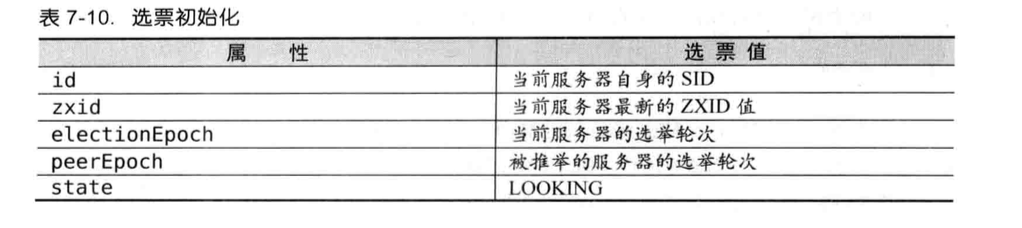 表 7-10. 选票初始化
属 性 选 票 值
id 当前服务器自身的 SID
zxid 当前服务器最新的 ZXID 值
electionEpoch 当前服务器的选举轮次
peerEpoch 被推举的服务器的选举轮次
state LOOKING